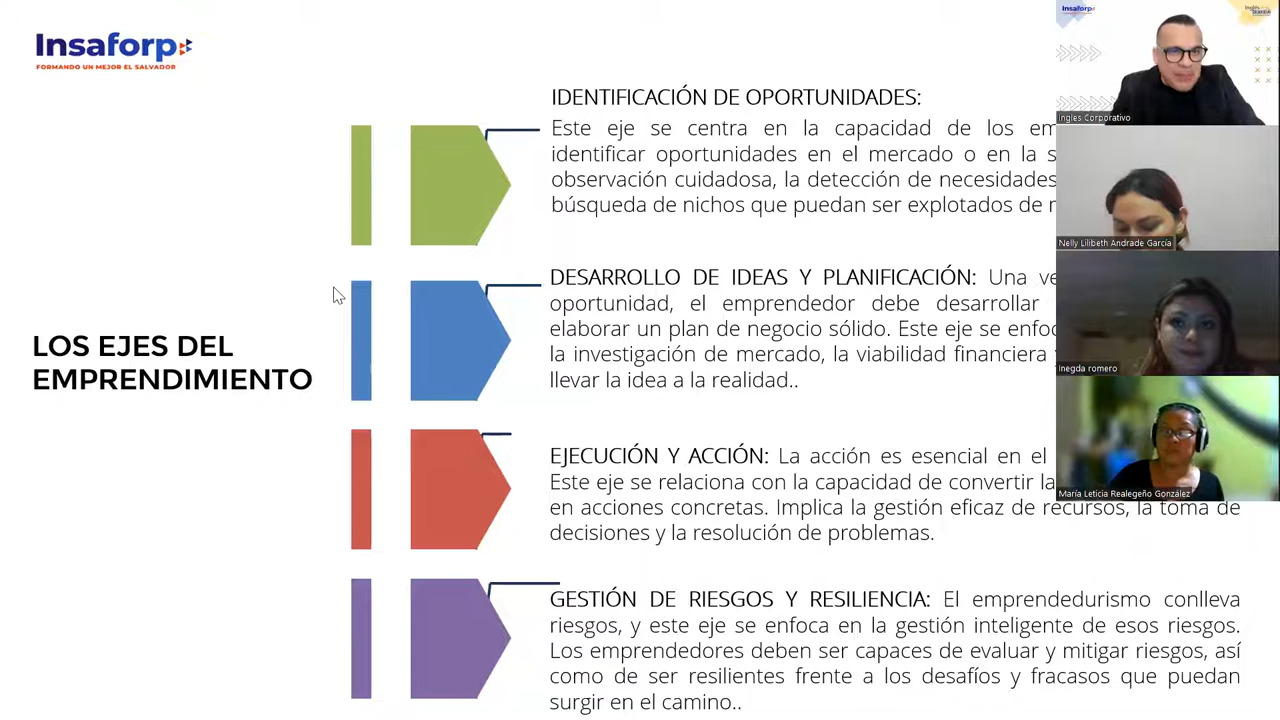 Insaforp
FORMANDO UN MEJOR EL SALVADOR
LOS EJES DEL
EMPRENDIMIENTO
IDENTIFICACIÓN DE OPORTUNIDADES:
Este eje se centra en la capacidad de los em
identificar oportunidades en el mercado o en la s
observación cuidadosa, la detección de necesidades
búsqueda de nichos que puedan ser explotados de
DESARROLLO DE IDEAS Y PLANIFICACIÓN: Una ve
oportunidad, el emprendedor debe desarrollar
elaborar un plan de negocio sólido. Este eje se enfoc
la investigación de mercado, la viabilidad financiera
llevar la idea a la realidad..
EJECUCIÓN Y ACCIÓN: La acción es esencial en el
Este eje se relaciona con la capacidad de convertir la
en acciones concretas. Implica la gestión eficaz de recursos, la toma de
decisiones y la resolución de problemas.
GESTIÓN DE RIESGOS Y RESILIENCIA: El emprendedurismo conlleva
riesgos, y este eje se enfoca en la gestión inteligente de esos riesgos.
Los emprendedores deben ser capaces de evaluar y mitigar riesgos, así
como de ser resilientes frente a los desafíos y fracasos que puedan
surgir en el camino..
Insaforp
Ingles Corporativo
Nelly Lilibeth Andrade García
Inegda romero
María Leticia Realegeño González